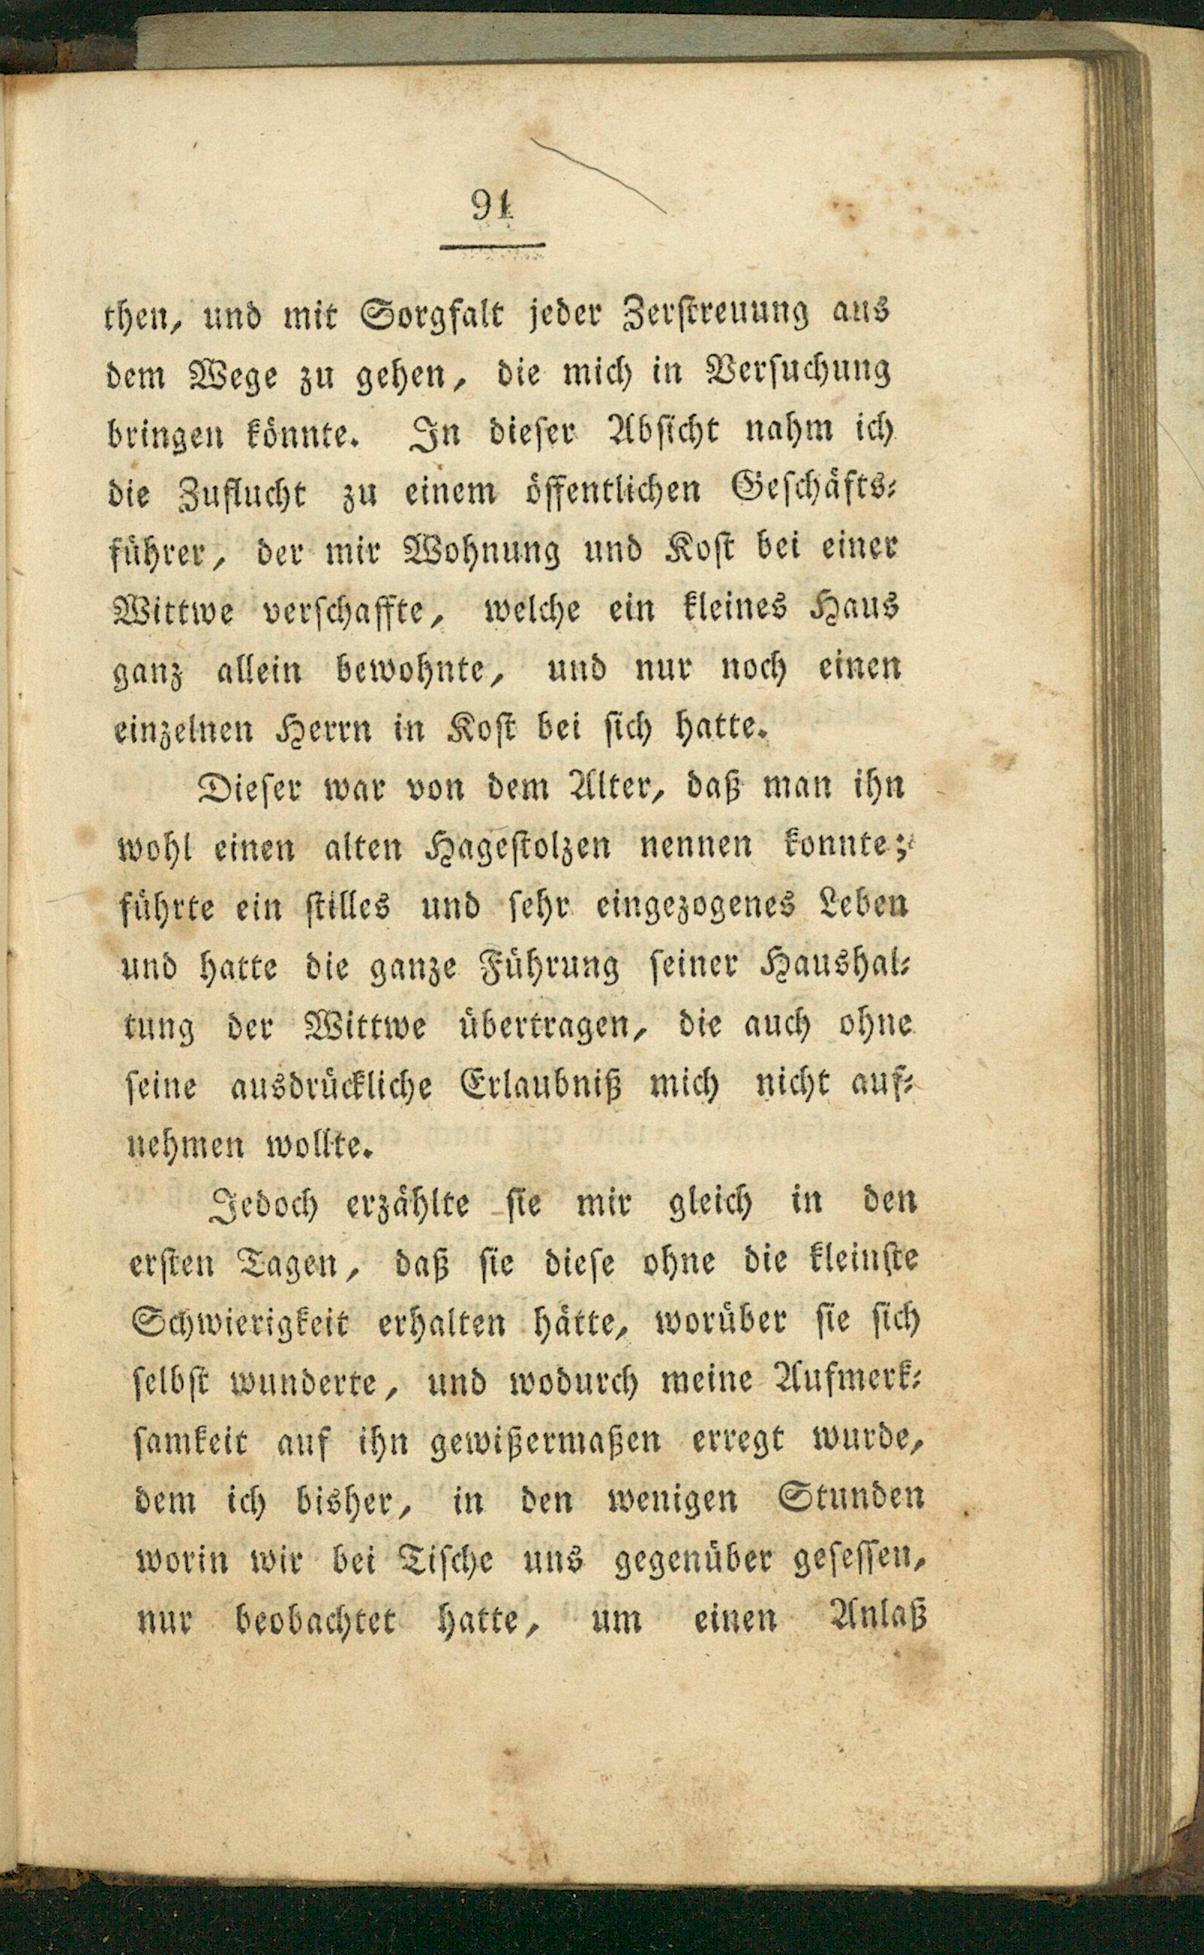 91
then, und mit Sorgfalt jeder Zerstreuung aus
dem Wege zu gehen, die mich in Versuchung
bringen könnte. In dieser Absicht nahm ich
die Zuflucht zu einem öffentlichen Geschäfts-
führer, der mir Wohnung und Kost bei einer
Wittwe verschaffte, welche ein kleines Haus
ganz allein bewohnte, und nur noch einen
einzelnen Herrn in Kost bei sich hatte.
Dieser war von dem Alter, daß man ihn
wohl einen alten Hagestolzen nennen konnte;
führte ein stilles und sehr eingezogenes Leben
und hatte die ganze Führung seiner Haushal-
tung der Wittwe übertragen, die auch ohne
seine ausdrückliche Erlaubniß mich nicht auf-
nehmen wollte.
Jedoch erzählte sie mir gleich in den
ersten Tagen, daß sie diese ohne die kleinste
Schwierigkeit erhalten hätte, worüber sie sich
selbst wunderte, und wodurch meine Aufmerk-
samkeit auf ihn gewißermaßen erregt wurde,
dem ich bisher, in den wenigen Stunden
worin wir bei Tische uns gegenüber gesessen,
nur beobachtet hatte, um einen Anlaß